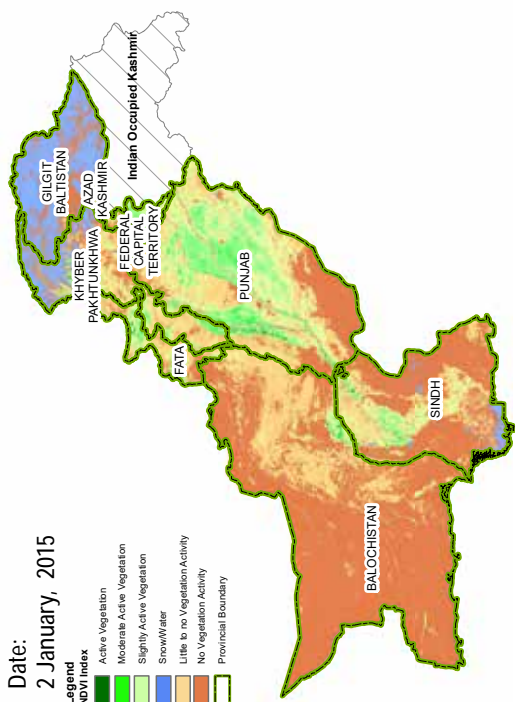 Date:
2 January, 2015
Legend
NDVI Index
Active Vegetation
Moderate Active Vegetation
Slightly Active Vegetation
Snow/Water
Little to no Vegetation Activity
No Vegetation Activity
Provincial Boundary
GILGIT
BALTISTAN
AZAD
KASHMIR
Indian Occupied Kashmir
KHYBER
PAKHTUNKHWA
FEDERAL
CAPITAL
TERRITORY
FATA
PUNJAB
BALOCHISTAN
SINDH